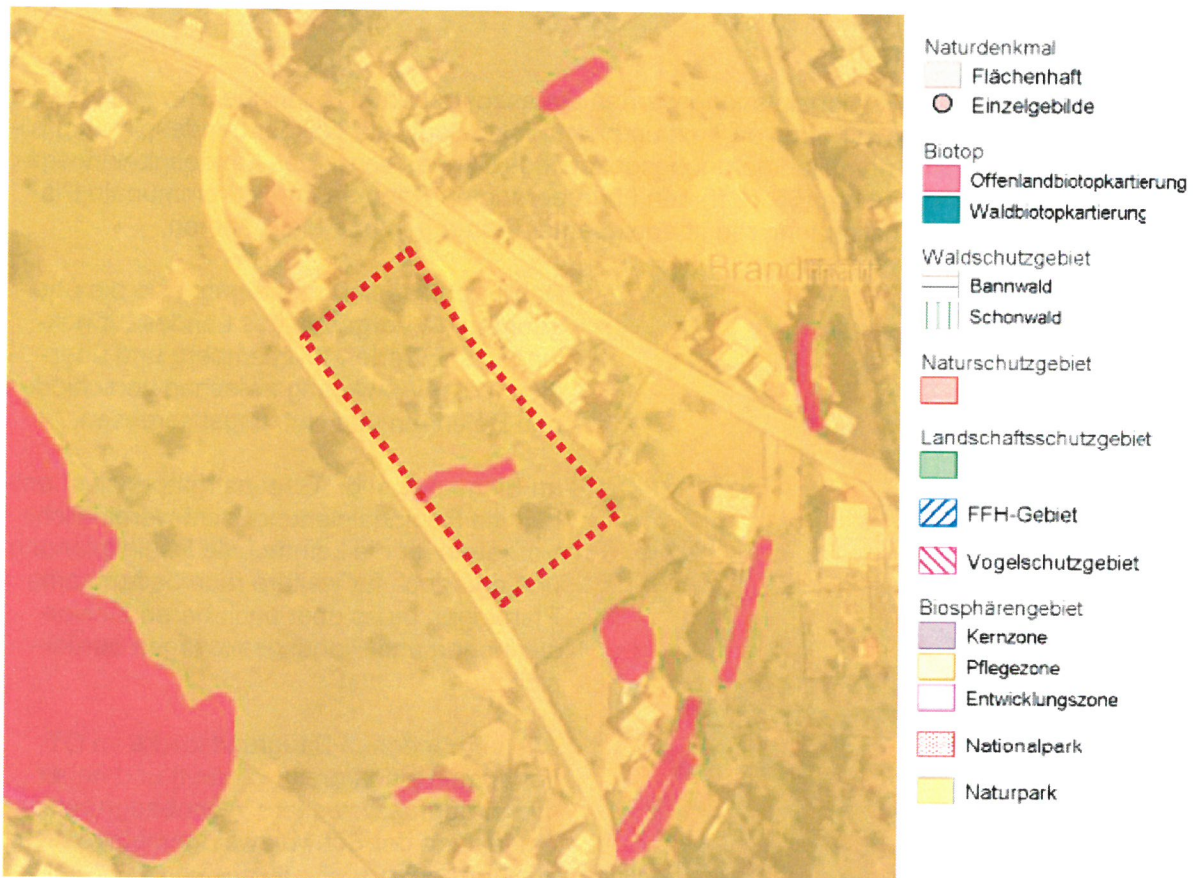 Naturdenkmal
Flächenhaft
Einzelgebilde
Biotop
Offenlandbiotopkartierung
Waldbiotopkartierung
Waldschutzgebiet
Bannwald
Schonwald
Naturschutzgebiet
Landschaftsschutzgebiet
FFH-Gebiet
Vogelschutzgebiet
Biosphärengebiet
Kernzone
Pflegezone
Entwicklungszone
Nationalpark
Naturpark